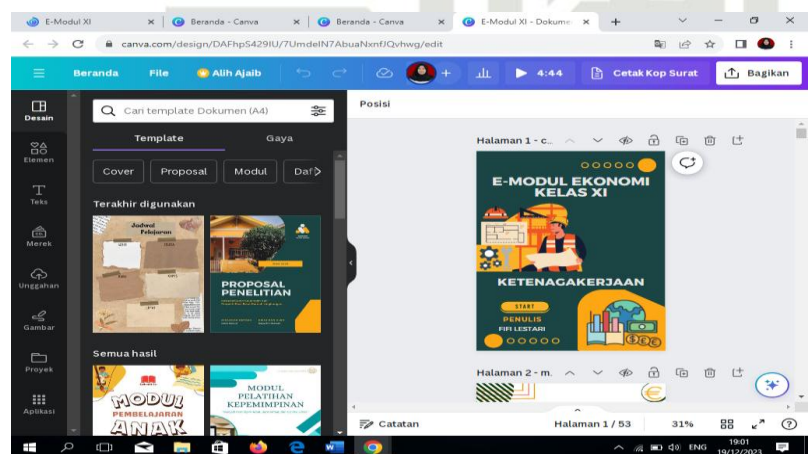 E-Modul XI
Beranda - Canva
Beranda - Canva
E-Modul XI - Dokume
canva.com/design/DAFhpS429IU/7UmdeIN7AbuaNxnfJQvhwg/edit
Beranda File Alih Ajaib 4:44 Cetak Kop Surat Bagikan
Desain
Elemen
Teks
Merek
Unggahan
Gambar
Proyek
Aplikasi
Cari template Dokumen (A4)
Template Gaya
Cover Proposal Modul Daf
Terakhir digunakan
Jadwal
Pelajaran
PROPOSAL
PENELITIAN
Semua hasil
MODUL
PEMBELAJARAN
ANAK
MODUL
PELATIHAN
KEPEMIMPINAN
Posisi
Halaman 1 - c...
E-MODUL EKONOMI
KELAS XI
KETENAGAKERJAAN
START
PENULIS
FIFI LESTARI
Halaman 2 - m.
Catatan Halaman 1 / 53 31%
ENG 19:01
19/12/2023